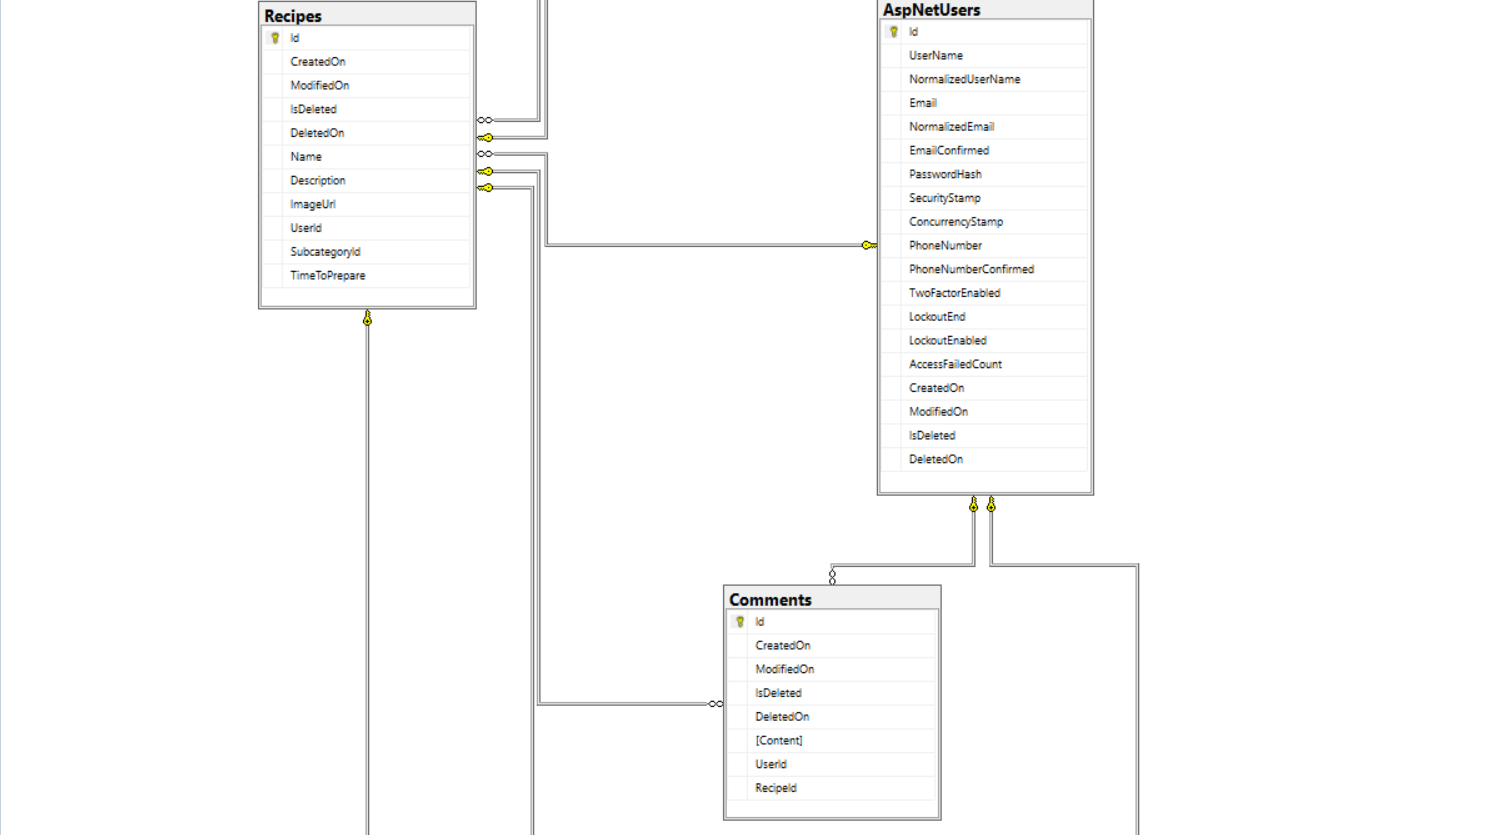 Recipes
Id
CreatedOn
ModifiedOn
IsDeleted
DeletedOn
Name
Description
ImageUrl
UserId
SubcategoryId
TimeToPrepare
AspNetUsers
Id
UserName
NormalizedUserName
Email
NormalizedEmail
EmailConfirmed
PasswordHash
SecurityStamp
ConcurrencyStamp
PhoneNumber
PhoneNumberConfirmed
TwoFactorEnabled
LockoutEnd
LockoutEnabled
AccessFailedCount
CreatedOn
ModifiedOn
IsDeleted
DeletedOn
Comments
Id
CreatedOn
ModifiedOn
IsDeleted
DeletedOn
[Content]
UserId
RecipeId